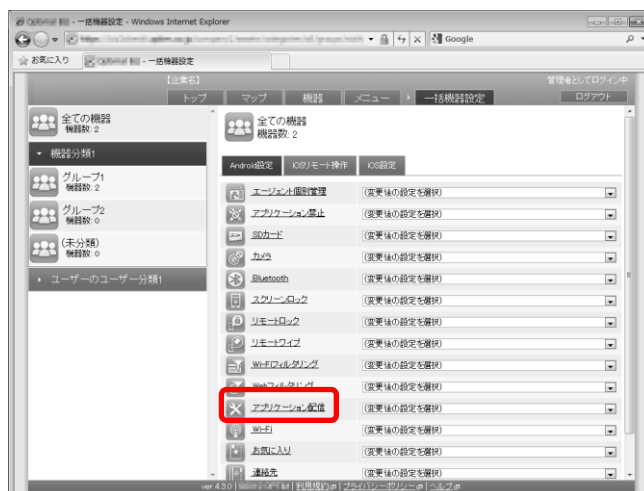 - 一括機器設定 - Windows Internet Explorer
Google
お気に入り
- 一括機器設定
【企業名】
管理者としてログイン中
トップ
マップ
機器
メニュー
一括機器設定
ログアウト
全ての機器
機器数: 2
機器分類1
グループ1
機器数: 2
グループ2
機器数: 0
(未分類)
機器数: 0
ユーザーのユーザー分類1
全ての機器
機器数: 2
Android設定 iOSリモート操作 iOS設定
エージェント個別管理 (変更後の設定を選択)
アプリケーション禁止 (変更後の設定を選択)
SDカード (変更後の設定を選択)
カメラ (変更後の設定を選択)
Bluetooth (変更後の設定を選択)
スクリーンロック (変更後の設定を選択)
リモートロック (変更後の設定を選択)
リモートワイプ (変更後の設定を選択)
Wi-Fiフィルタリング (変更後の設定を選択)
Webフィルタリング (変更後の設定を選択)
アプリケーション配信 (変更後の設定を選択)
Wi-Fi (変更後の設定を選択)
お気に入り (変更後の設定を選択)
連絡先 (変更後の設定を選択)
ver.4.3.0 | 利用規約 | プライバシーポリシー | ヘルプ